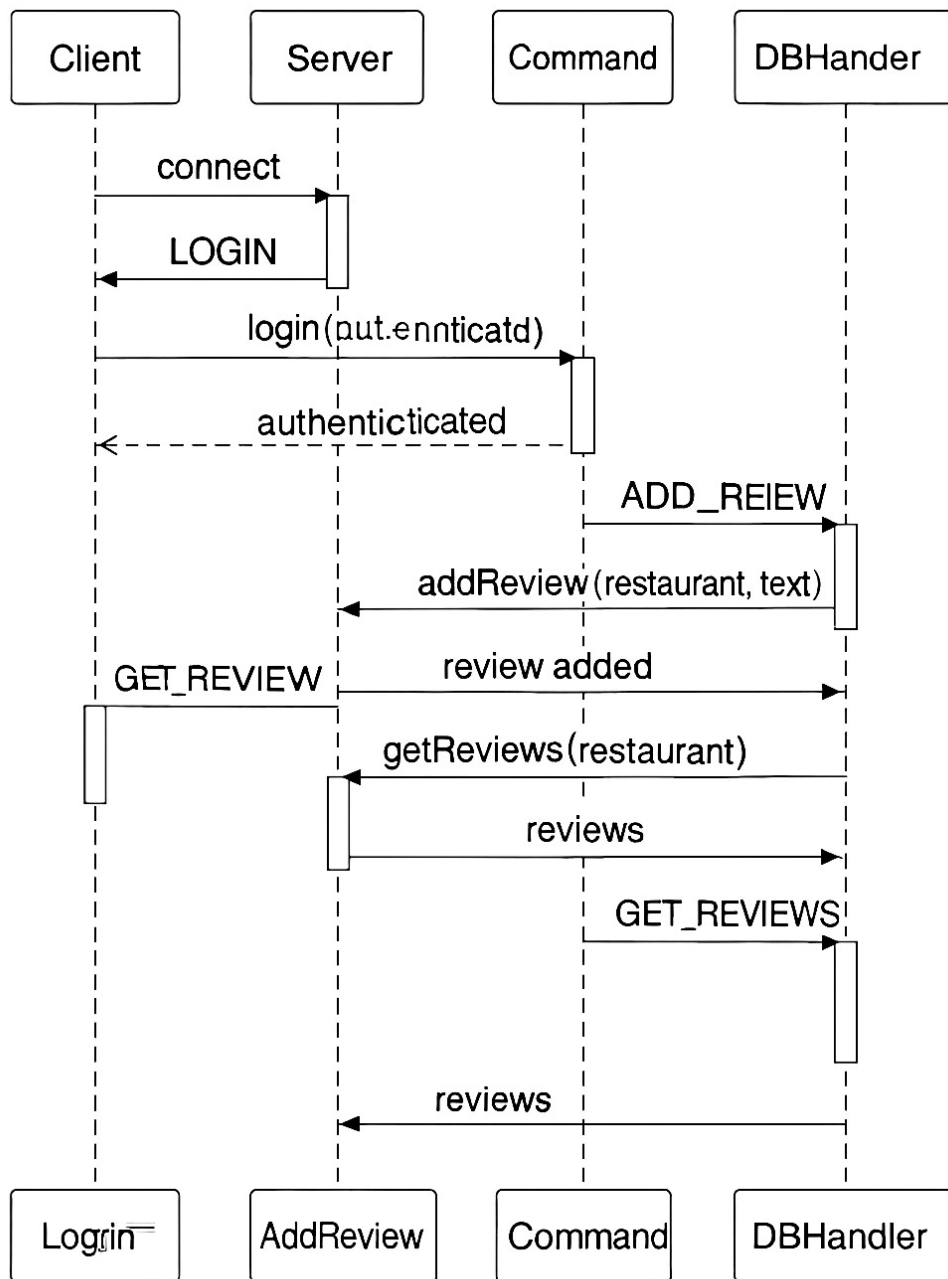 Client
Server
Command
DBHander
connect
LOGIN
login(
authenticticated
ADD_REIEW
addReview(restaurant, text)
GET_REVIEW
review added
getReviews(restaurant)
reviews
GET_REVIEWS
reviews
AddReview
Command
DBHandler